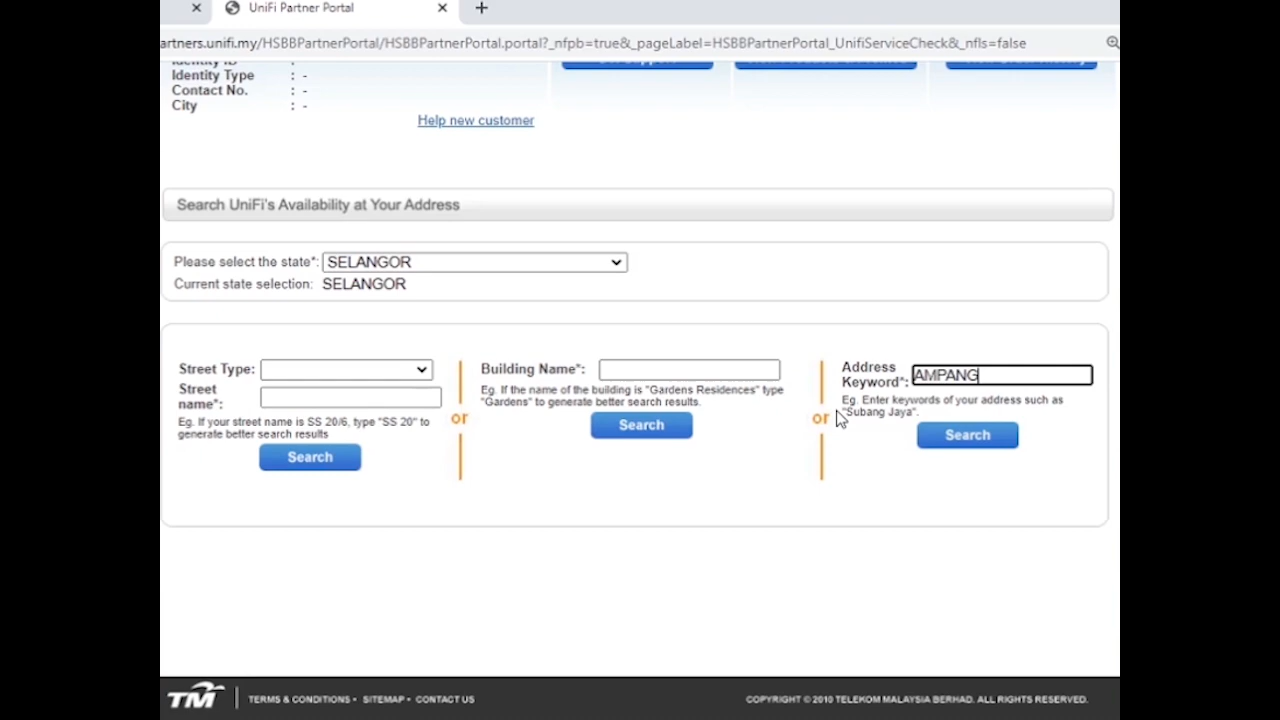 UniFi Partner Portal
artners.unifi.my/HSBBPartnerPortal/HSBBPartnerPortal.portal?_nfpb=true&_pageLabel=HSBBPartnerPortal_UnifiServiceCheck&_nfls=false
Identity Type : -
Contact No. : -
City : -
Help new customer
Search UniFi's Availability at Your Address
Please select the state*: SELANGOR
Current state selection: SELANGOR
Street Type:
Street
name*:
Eg. If your street name is SS 20/6, type "SS 20" to
generate better search results
Search
or
Building Name*:
Eg. If the name of the building is "Gardens Residences" type
"Gardens" to generate better search results.
Search
or
Address
Keyword*: AMPANG
Eg. Enter keywords of your address such as
"Subang Jaya".
Search
TM
TERMS & CONDITIONS • SITEMAP • CONTACT US
COPYRIGHT © 2010 TELEKOM MALAYSIA BERHAD. ALL RIGHTS RESERVED.